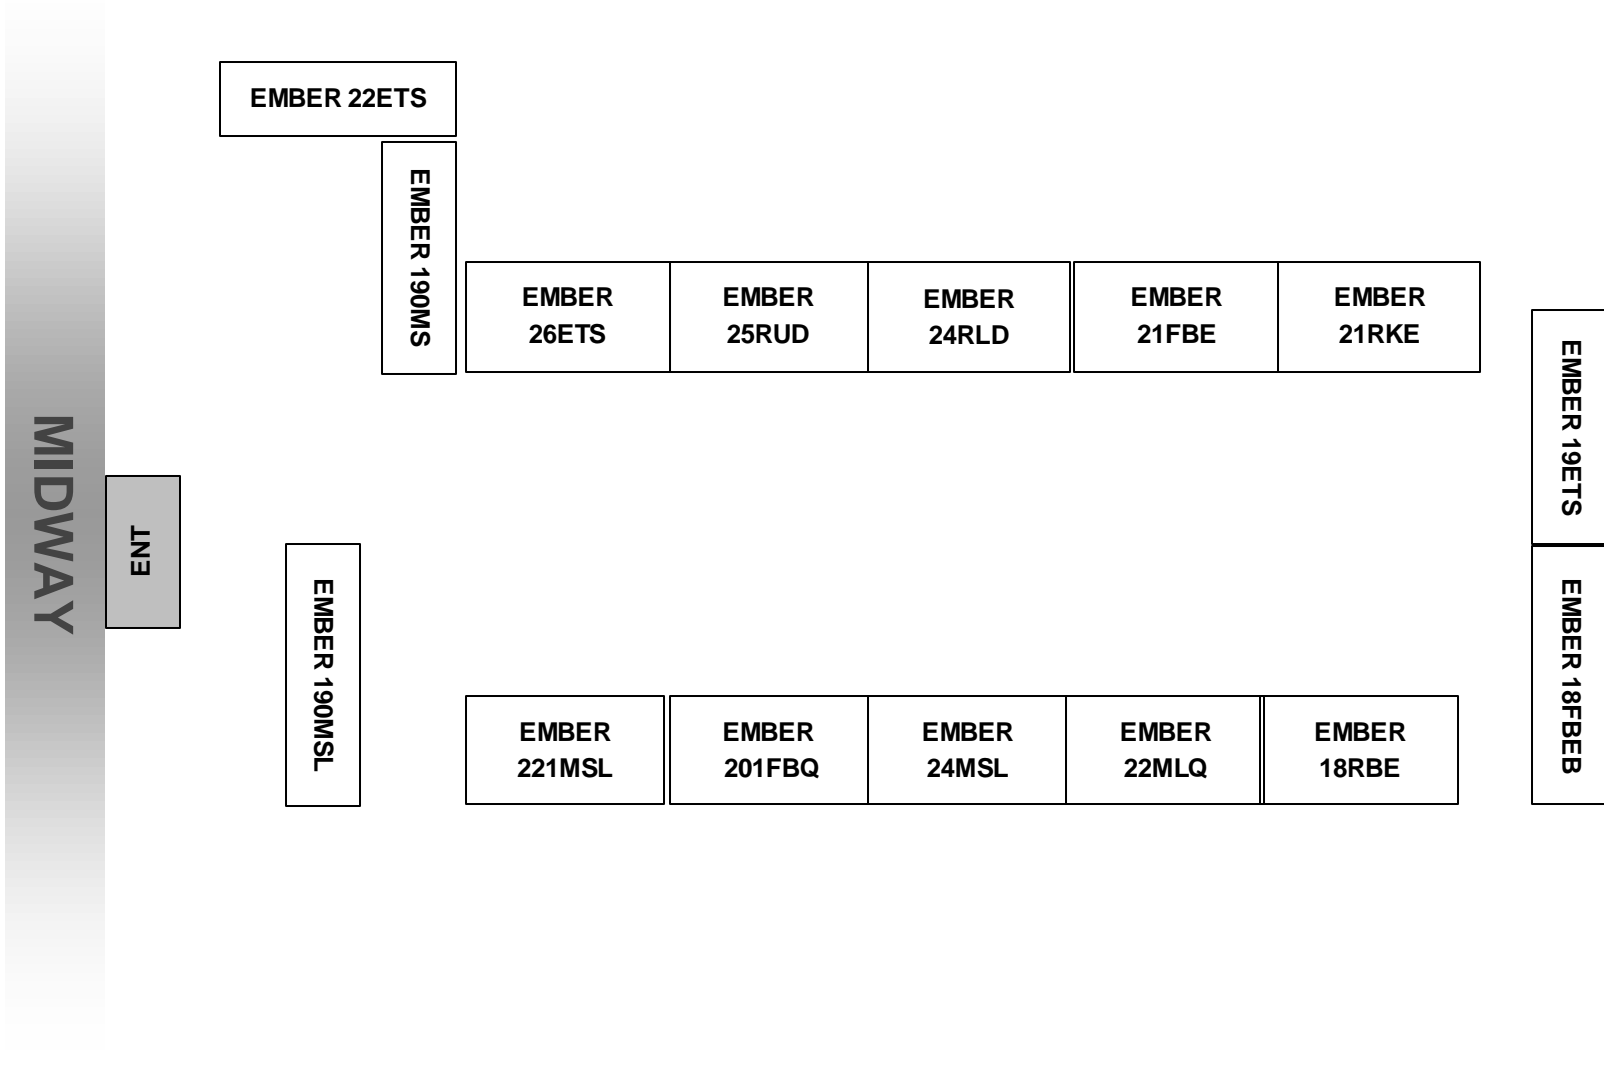 EMBER 22ETS
EMBER 190MS
EMBER
26ETS
EMBER
25RUD
EMBER
24RLD
EMBER
21FBE
EMBER
21RKE
EMBER 19ETS
MIDWAY
ENT
EMBER 190MSL
EMBER 18FBEB
EMBER
221MSL
EMBER
201FBQ
EMBER
24MSL
EMBER
22MLQ
EMBER
18RBE